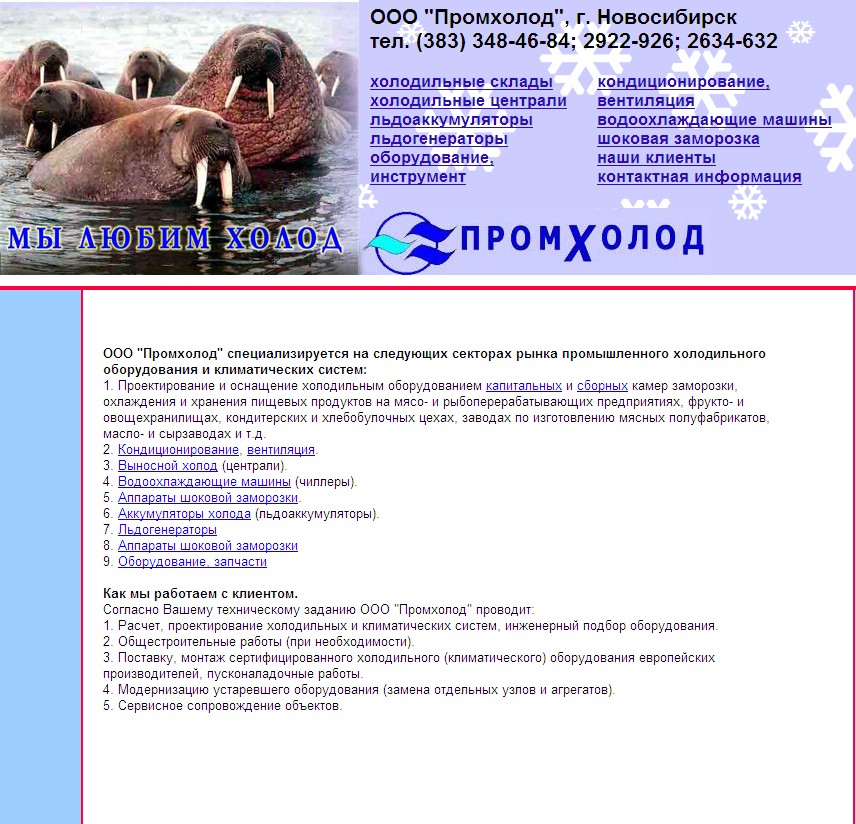 ООО "Промхолод", г. Новосибирск
тел. (383) 348-46-84; 2922-926; 2634-632
холодильные склады
холодильные централи
льдоаккумуляторы
льдогенераторы
оборудование,
инструмент
кондиционирование,
вентиляция
водоохлаждающие машины
шоковая заморозка
наши клиенты
контактная информация
МЫ ЛЮБИМ ХОЛОД
ПРОМХОЛОД
ООО "Промхолод" специализируется на следующих секторах рынка промышленного холодильного
оборудования и климатических систем:
1. Проектирование и оснащение холодильным оборудованием капитальных и сборных камер заморозки,
охлаждения и хранения пищевых продуктов на мясо- и рыбоперерабатывающих предприятиях, фрукто- и
овощехранилищах, кондитерских и хлебобулочных цехах, заводах по изготовлению мясных полуфабрикатов,
масло- и сырзаводах и т.д.
2. Кондиционирование, вентиляция.
3. Выносной холод (централи).
4. Водоохлаждающие машины (чиллеры).
5. Аппараты шоковой заморозки.
6. Аккумуляторы холода (льдоаккумуляторы).
7. Льдогенераторы
8. Аппараты шоковой заморозки
9. Оборудование, запчасти
Как мы работаем с клиентом.
Согласно Вашему техническому заданию ООО "Промхолод" проводит:
1. Расчет, проектирование холодильных и климатических систем, инженерный подбор оборудования.
2. Общестроительные работы (при необходимости).
3. Поставку, монтаж сертифицированного холодильного (климатического) оборудования европейских
производителей, пусконаладочные работы.
4. Модернизацию устаревшего оборудования (замена отдельных узлов и агрегатов).
5. Сервисное сопровождение объектов.